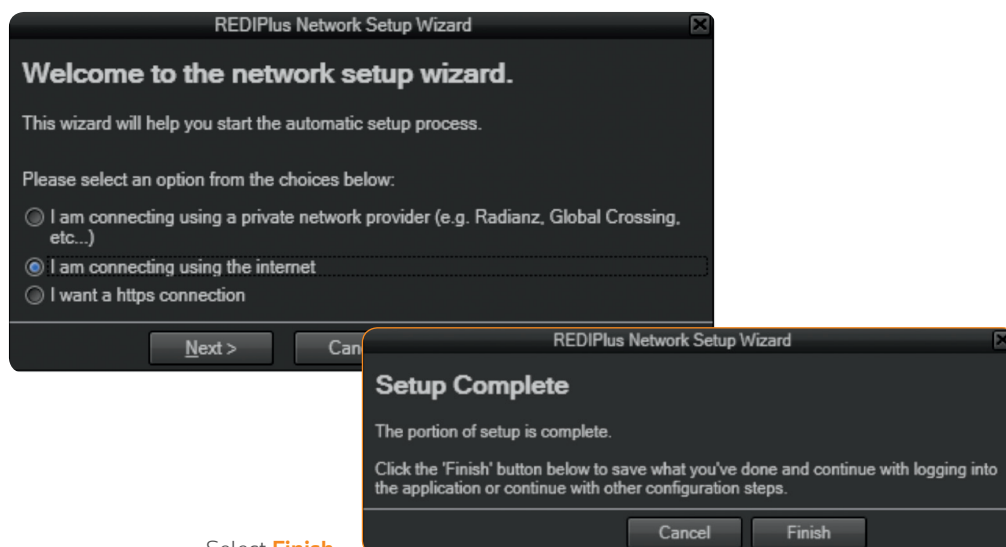 REDIPlus Network Setup Wizard
Welcome to the network setup wizard.
This wizard will help you start the automatic setup process.
Please select an option from the choices below:
I am connecting using a private network provider (e.g. Radianz, Global Crossing,
etc...)
I am connecting using the internet
I want a https connection
Next >
REDIPlus Network Setup Wizard
Setup Complete
The portion of setup is complete.
Click the 'Finish' button below to save what you've done and continue with logging into
the application or continue with other configuration steps.
Cancel Finish
Select Finish